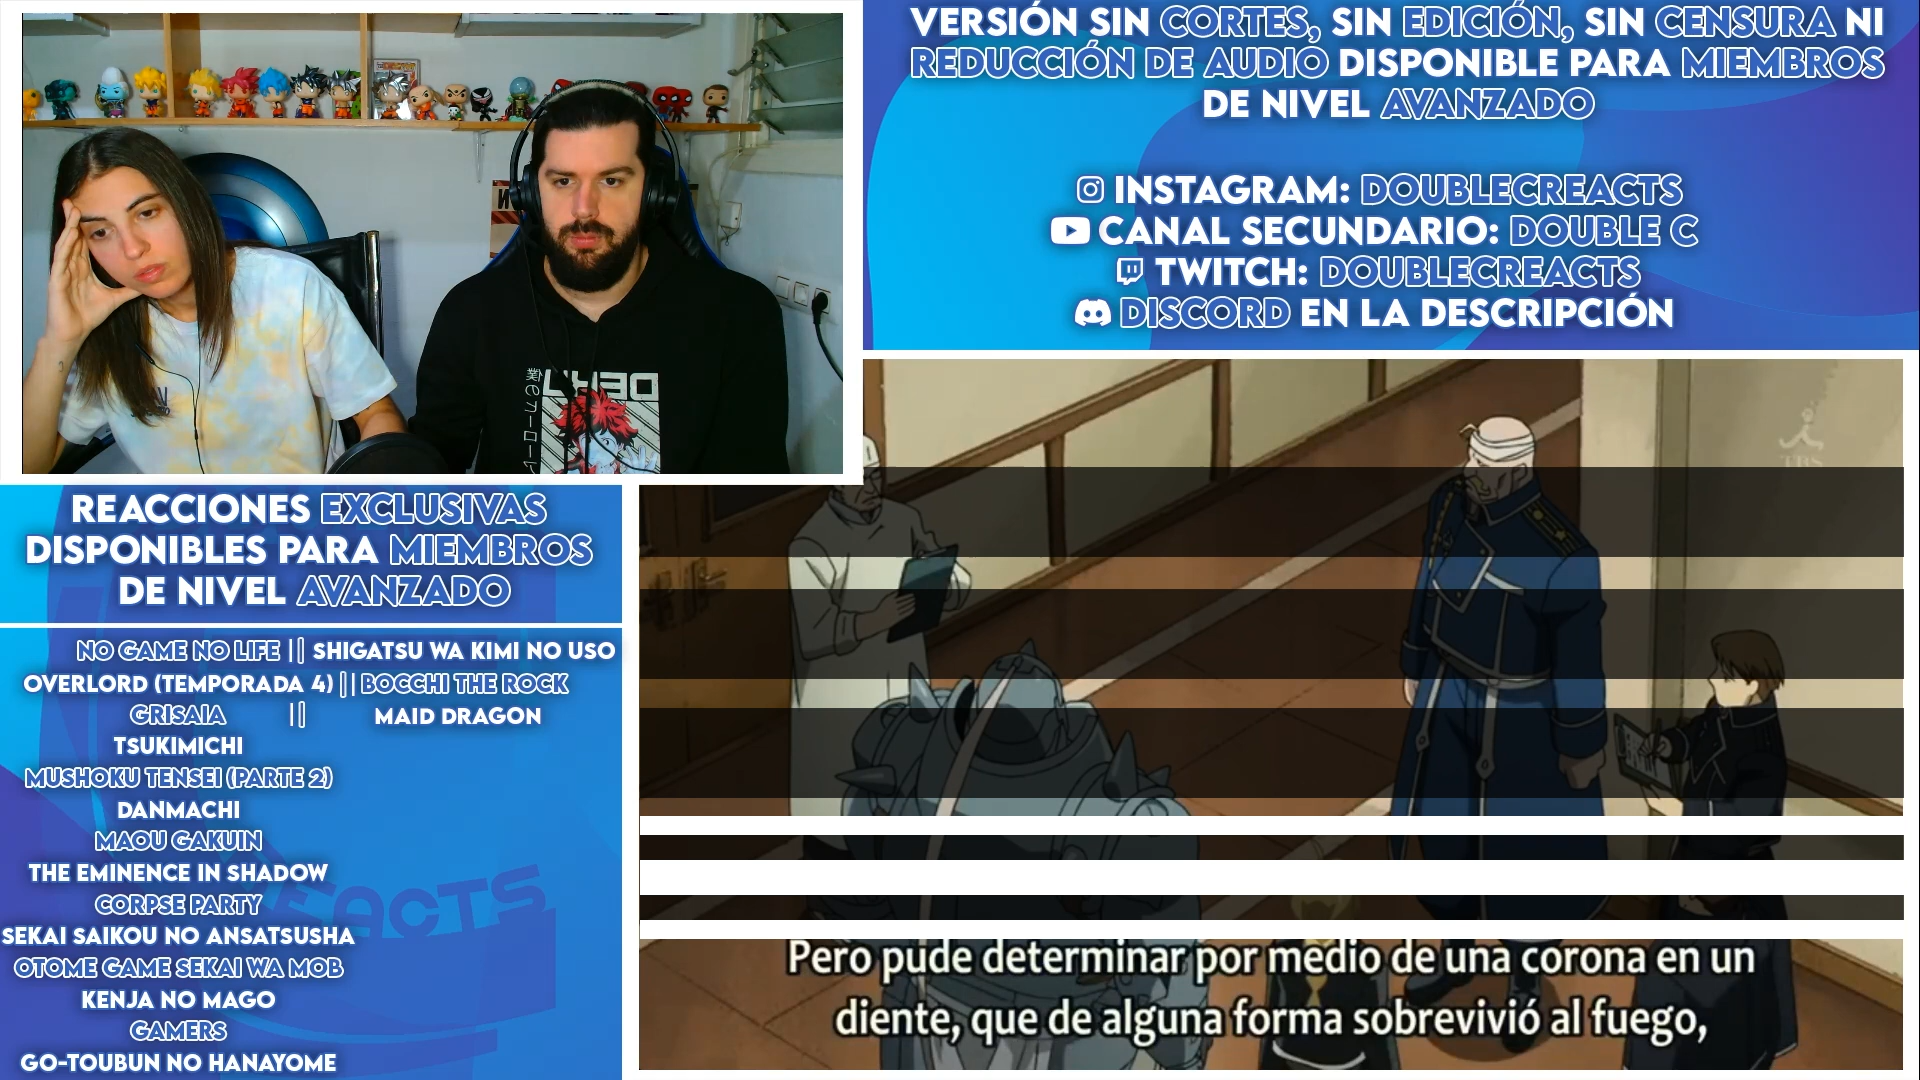 VERSIÓN SIN CORTES, SIN EDICIÓN, SIN CENSURA NI
REDUCCIÓN DE AUDIO DISPONIBLE PARA MIEMBROS
DE NIVEL AVANZADO
INSTAGRAM: DOUBLECREACTS
CANAL SECUNDARIO: DOUBLE C
TWITCH: DOUBLECREACTS
DISCORD EN LA DESCRIPCIÓN
REACCIONES EXCLUSIVAS
DISPONIBLES PARA MIEMBROS
DE NIVEL AVANZADO
NO GAME NO LIFE || SHIGATSU WA KIMI NO USO
OVERLORD (TEMPORADA 4) || BOCCHI THE ROCK
GRISAIA || MAID DRAGON
TSUKIMICHI
MUSHOKU TENSEI (PARTE 2)
DANMACHI
MAOU GAKUIN
THE EMINENCE IN SHADOW
CORPSE PARTY
SEKAI SAIKOU NO ANSATSUSHA
OTOME GAME SEKAI WA MOB
KENJA NO MAGO
GAMERS
GO-TOUBUN NO HANAYOME
DEKU
TBS
Pero pude determinar por medio de una corona en un
diente, que de alguna forma sobrevivió al fuego,